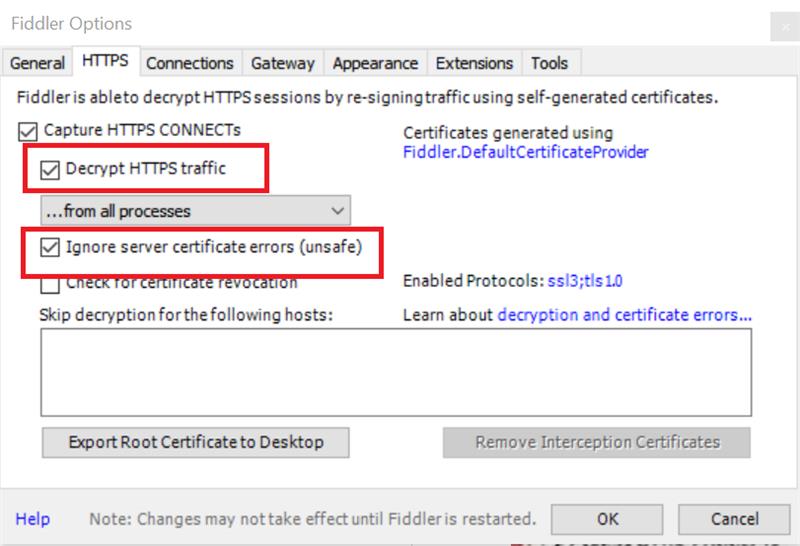 Fiddler Options
General HTTPS Connections Gateway Appearance Extensions Tools
Fiddler is able to decrypt HTTPS sessions by re-signing traffic using self-generated certificates.
Capture HTTPS CONNECTs
Certificates generated using
Fiddler.DefaultCertificateProvider
Decrypt HTTPS traffic
...from all processes
Ignore server certificate errors (unsafe)
Check for certificate revocation
Enabled Protocols: ssl3;tls1.0
Skip decryption for the following hosts:
Learn about decryption and certificate errors...
Export Root Certificate to Desktop
Remove Interception Certificates
Help
Note: Changes may not take effect until Fiddler is restarted.
OK
Cancel